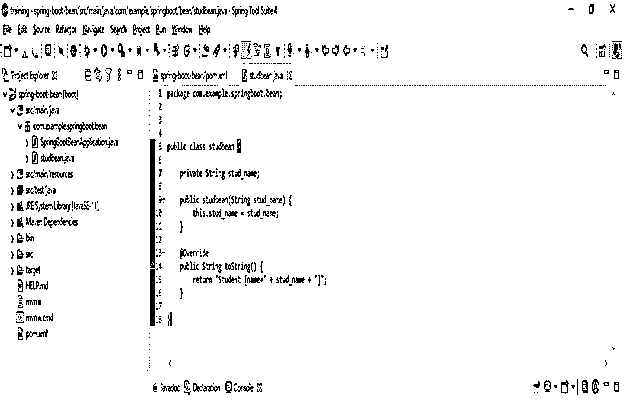 training - spring-boot-bean/src/main/java/com/example/springboot/bean/studbean.java - Spring Tool Suite 4
File Edit Source Refactor Navigate Search Project Run Window Help
Project Explorer
spring-boot-bean/pom.xml
studbean.java
spring-boot-bean [boot]
src/main/java
com.example.springboot.bean
SpringBootBeanApplication.java
studbean.java
src/main/resources
src/test/java
JRE System Library [JavaSE-11]
Maven Dependencies
bin
src
target
HELP.md
mvnw
mvnw.cmd
pom.xml
1 package com.example.springboot.bean;
2
3
4
5 public class studbean {
6
7 private String stud_name;
8
9 public studbean(String stud_name) {
10 this.stud_name = stud_name;
11 }
12
13 @Override
14 public String toString() {
15 return "Student [name=" + stud_name + "]";
16 }
17
18 }
Javadoc Declaration Console